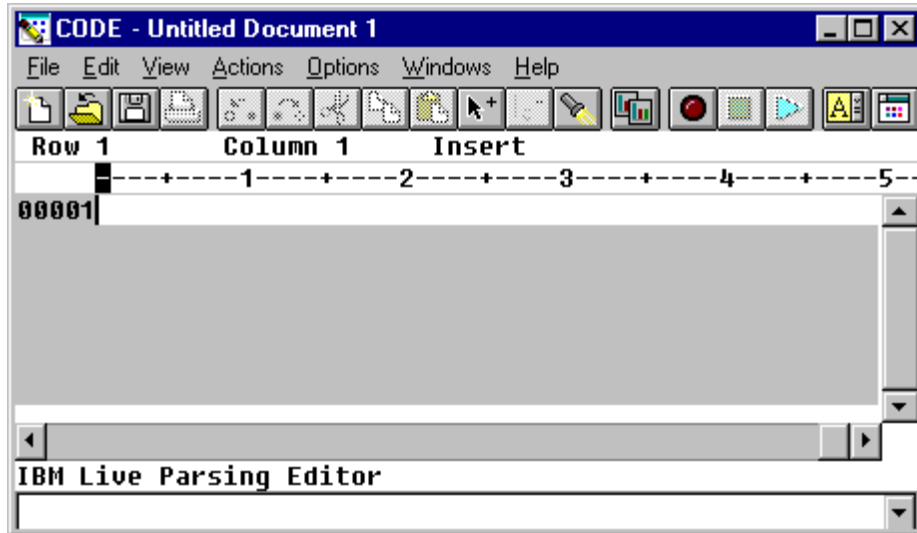 CODE - Untitled Document 1
File Edit View Actions Options Windows Help
Row 1 Column 1 Insert
----+----1----+----2----+----3----+----4----+----5--
00001
IBM Live Parsing Editor